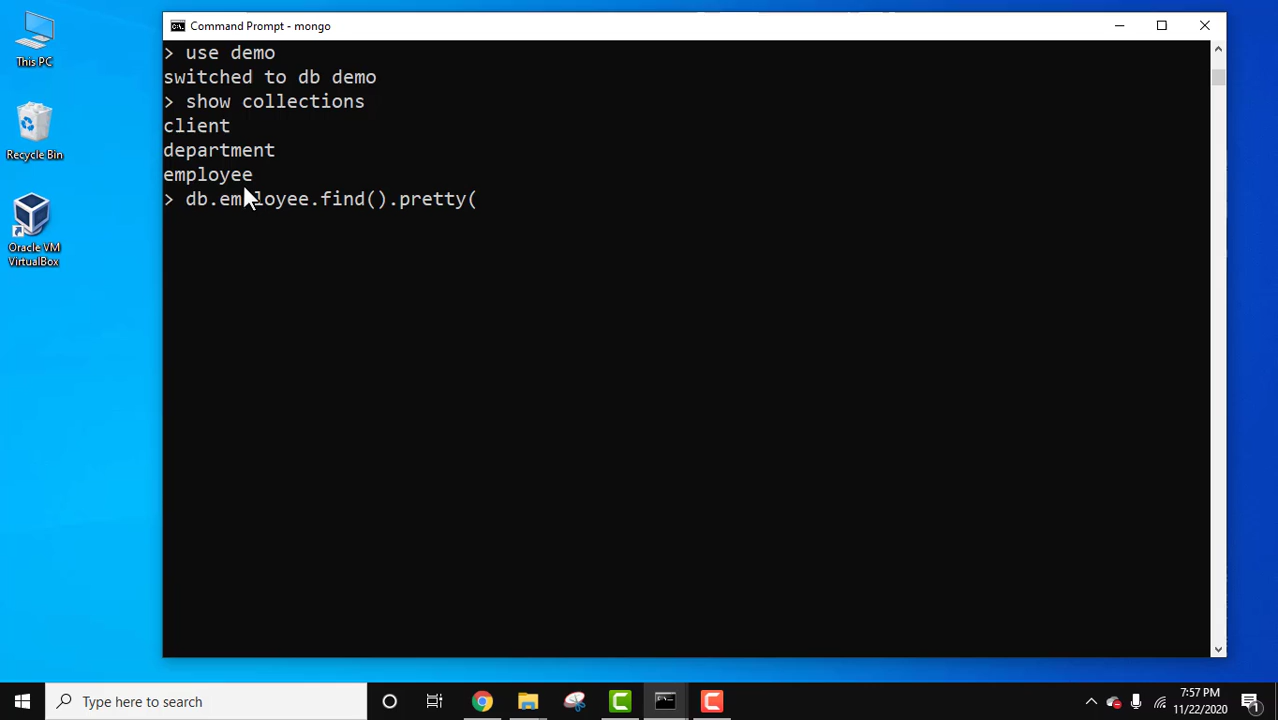 Command Prompt - mongo
> use demo
switched to db demo
> show collections
client
department
employee
> db.employee.find().pretty(
This PC
Recycle Bin
Oracle VM
VirtualBox
Type here to search
7:57 PM
11/22/2020
1